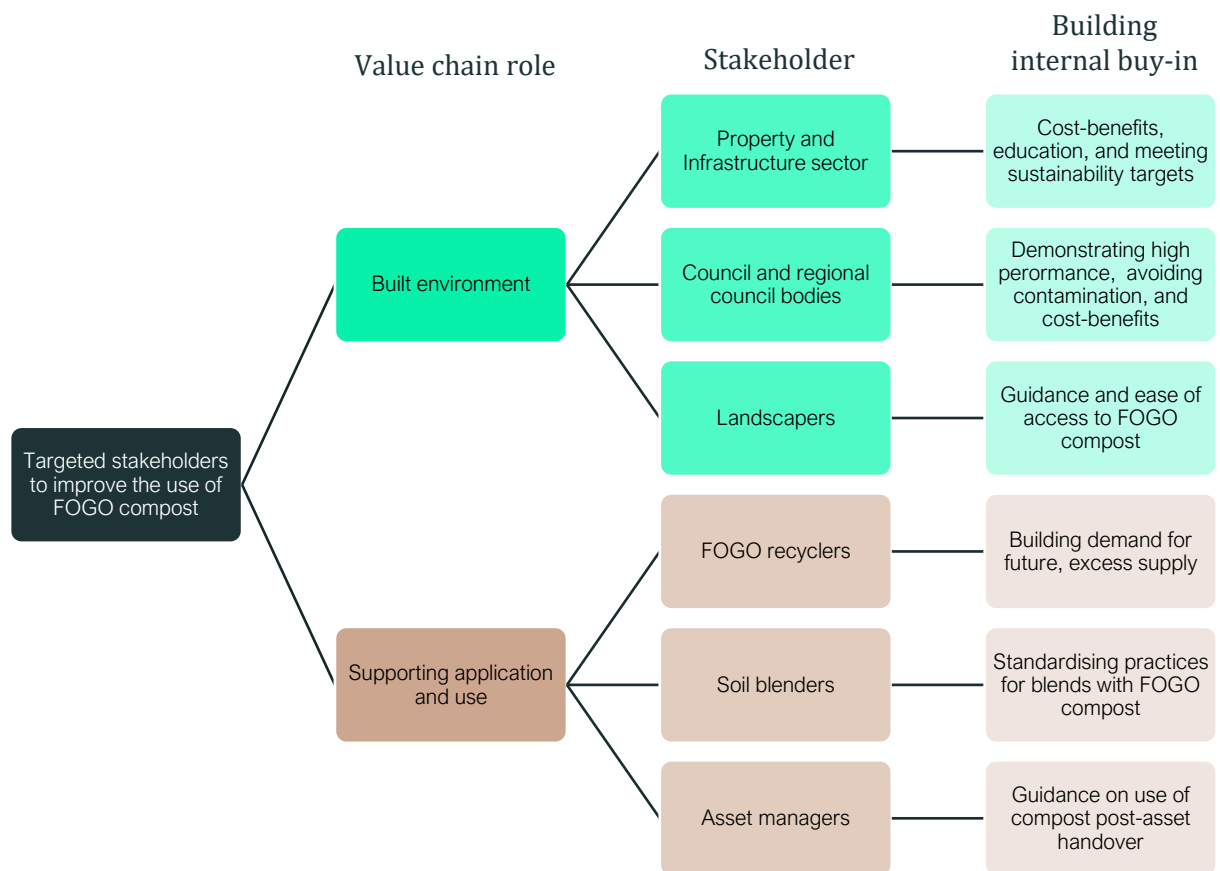 Value chain role
Stakeholder
Building
internal buy-in
Targeted stakeholders
to improve the use of
FOGO compost
Built environment
Property and
Infrastructure sector
Cost-benefits,
education, and meeting
sustainability targets
Council and regional
council bodies
Demonstrating high
perormance,  avoiding
contamination, and
cost-benefits
Landscapers
Guidance and ease of
access to FOGO
compost
Supporting application
and use
FOGO recyclers
Building demand for
future, excess supply
Soil blenders
Standardising practices
for blends with FOGO
compost
Asset managers
Guidance on use of
compost post-asset
handover